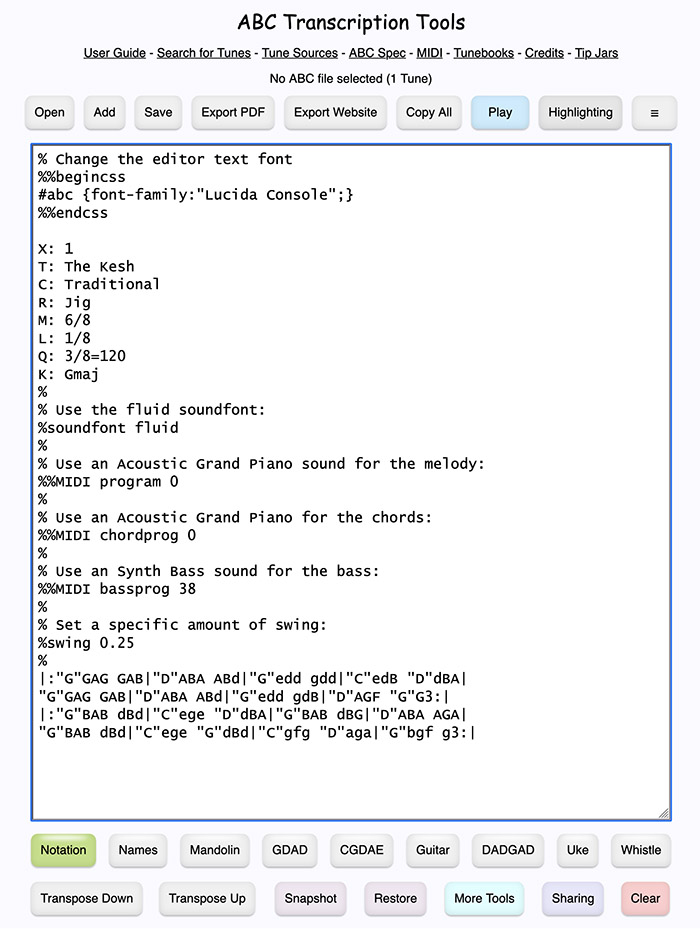 ABC Transcription Tools
User Guide - Search for Tunes - Tune Sources - ABC Spec - MIDI - Tunebooks - Credits - Tip Jars
No ABC file selected (1 Tune)
Open Add Save Export PDF Export Website Copy All Play Highlighting ≡
% Change the editor text font
%%begincss
#abc {font-family:"Lucida Console";}
%%endcss
X: 1
T: The Kesh
C: Traditional
R: Jig
M: 6/8
L: 1/8
Q: 3/8=120
K: Gmaj
%
% Use the fluid soundfont:
%soundfont fluid
%
% Use an Acoustic Grand Piano sound for the melody:
%%MIDI program 0
%
% Use an Acoustic Grand Piano for the chords:
%%MIDI chordprog 0
%
% Use an Synth Bass sound for the bass:
%%MIDI bassprog 38
%
% Set a specific amount of swing:
%swing 0.25
%
|:"G"GAG GAB|"D"ABA ABd|"G"edd gdd|"C"edB "D"dBA|
"G"GAG GAB|"D"ABA ABd|"G"edd gdB|"D"AGF "G"G3:|
|:"G"BAB dBd|"C"ege "D"dBA|"G"BAB dBG|"D"ABA AGA|
"G"BAB dBd|"C"ege "G"dBd|"C"gfg "D"aga|"G"bgf g3:|
Notation Names Mandolin GDAD CGDAE Guitar DADGAD Uke Whistle
Transpose Down Transpose Up Snapshot Restore More Tools Sharing Clear